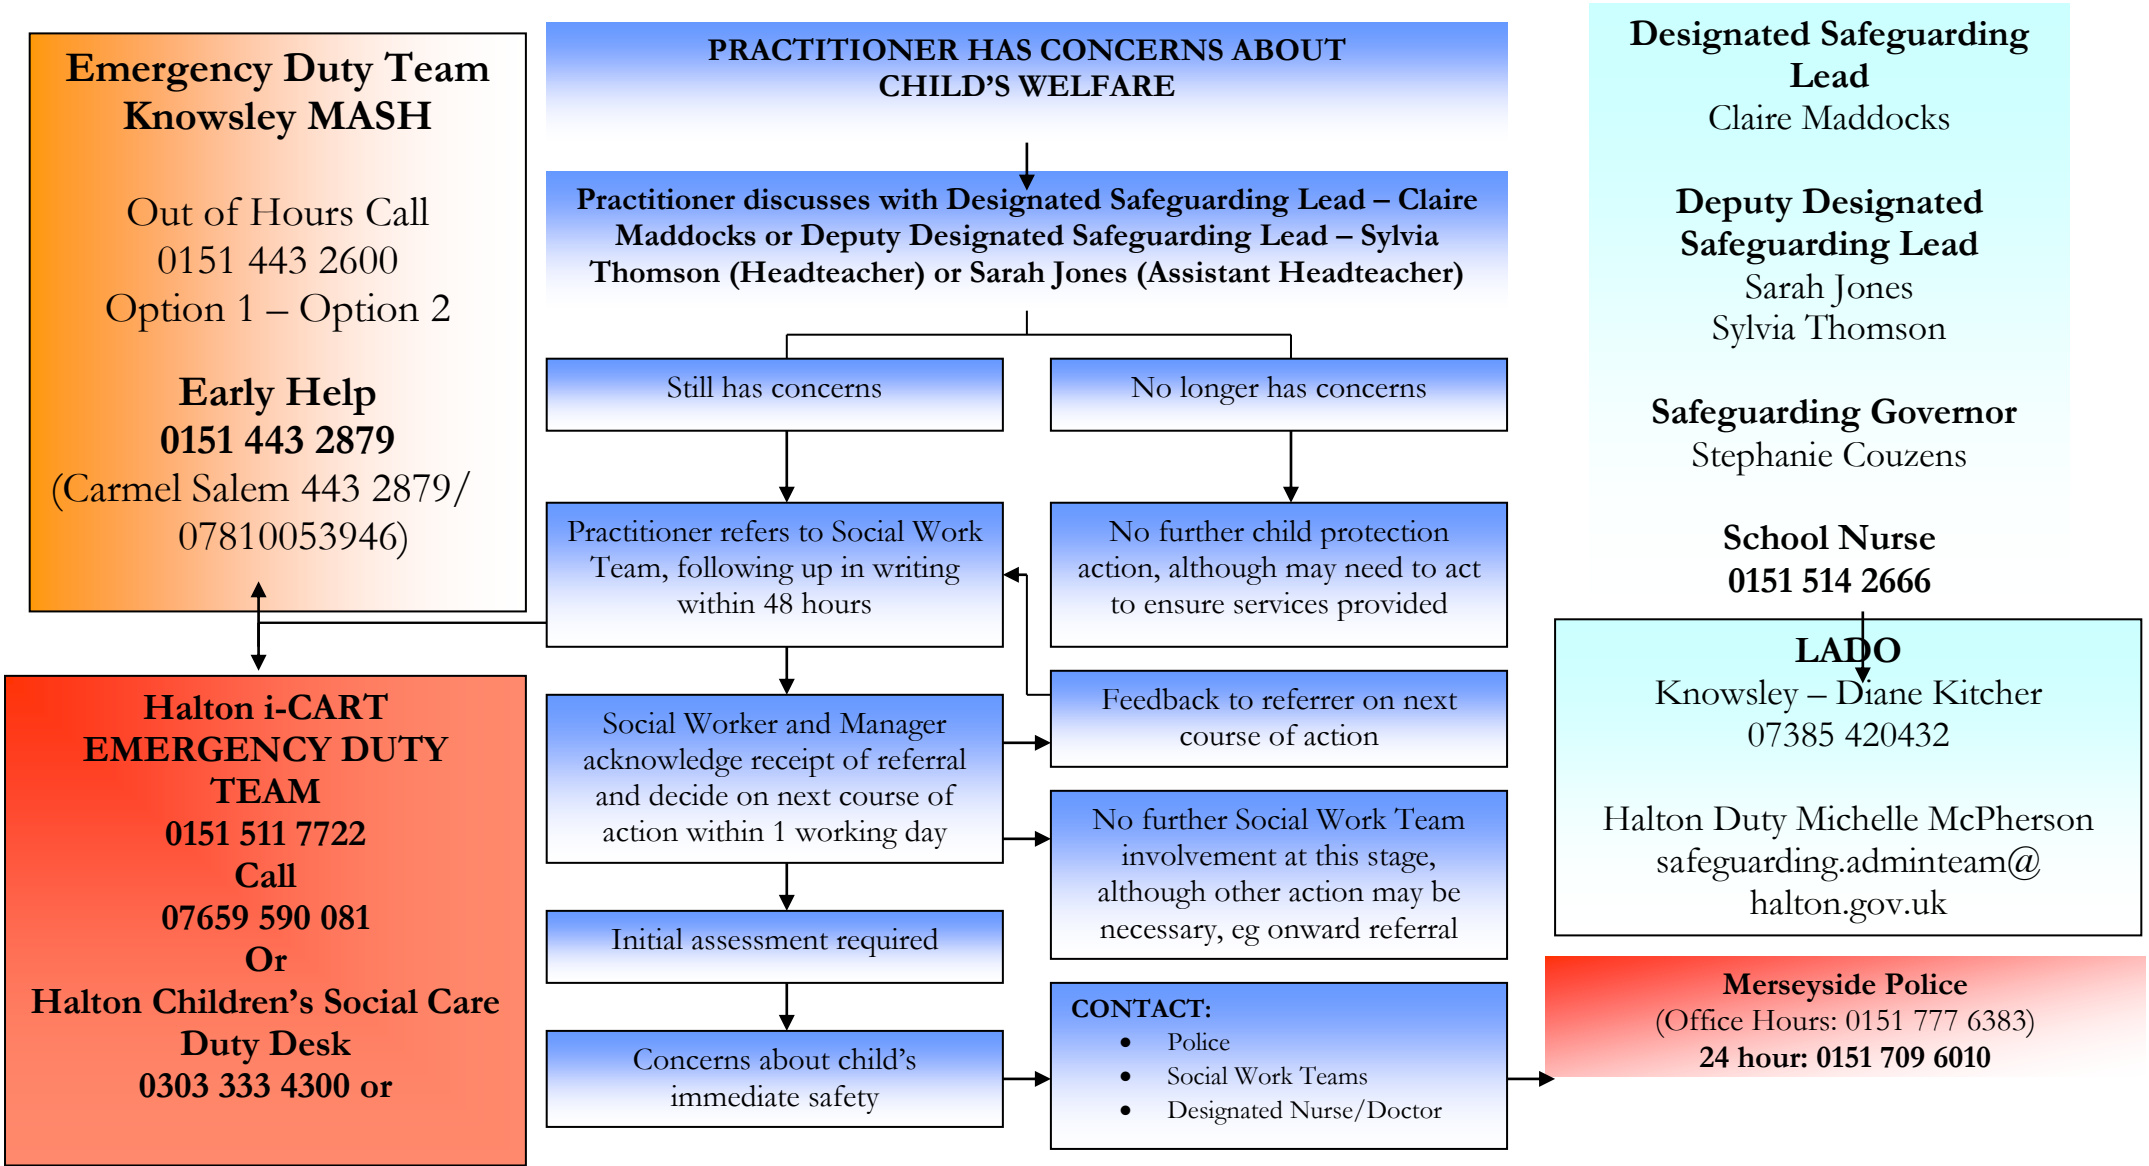 Emergency Duty Team
Knowsley MASH
Out of Hours Call
0151 443 2600
Option 1 – Option 2
Early Help
0151 443 2879
(Carmel Salem 443 2879/
07810053946)
Halton i-CART
EMERGENCY DUTY
TEAM
0151 511 7722
Call
07659 590 081
Or
Halton Children's Social Care
Duty Desk
0303 333 4300 or
PRACTITIONER HAS CONCERNS ABOUT
CHILD'S WELFARE
Practitioner discusses with Designated Safeguarding Lead – Claire
Maddocks or Deputy Designated Safeguarding Lead – Sylvia
Thomson (Headteacher) or Sarah Jones (Assistant Headteacher)
Still has concerns
No longer has concerns
Practitioner refers to Social Work
Team, following up in writing
within 48 hours
No further child protection
action, although may need to act
to ensure services provided
Social Worker and Manager
acknowledge receipt of referral
and decide on next course of
action within 1 working day
Feedback to referrer on next
course of action
No further Social Work Team
involvement at this stage,
although other action may be
necessary, eg onward referral
Initial assessment required
Concerns about child's
immediate safety
CONTACT:
• Police
• Social Work Teams
• Designated Nurse/Doctor
Designated Safeguarding
Lead
Claire Maddocks
Deputy Designated
Safeguarding Lead
Sarah Jones
Sylvia Thomson
Safeguarding Governor
Stephanie Couzens
School Nurse
0151 514 2666
LADO
Knowsley – Diane Kitcher
07385 420432
Halton Duty Michelle McPherson
safeguarding.adminteam@
halton.gov.uk
Merseyside Police
(Office Hours: 0151 777 6383)
24 hour: 0151 709 6010